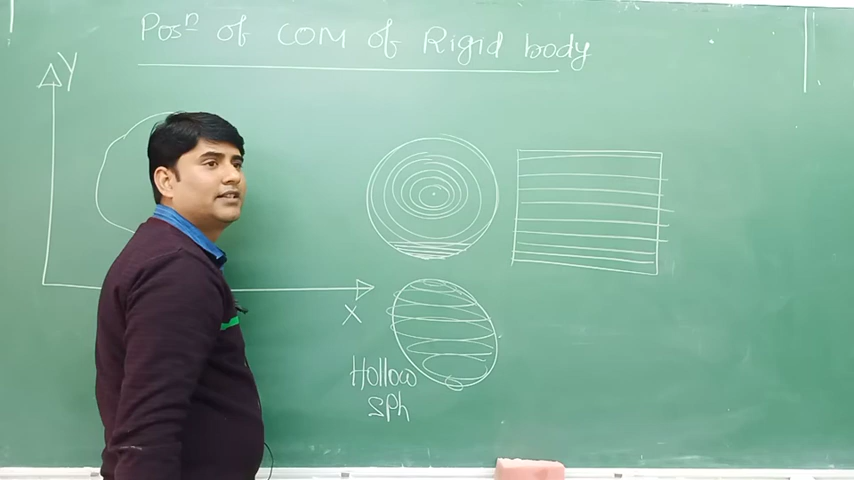 Posⁿ of COM of Rigid body
Y
X
Hollow
SPh